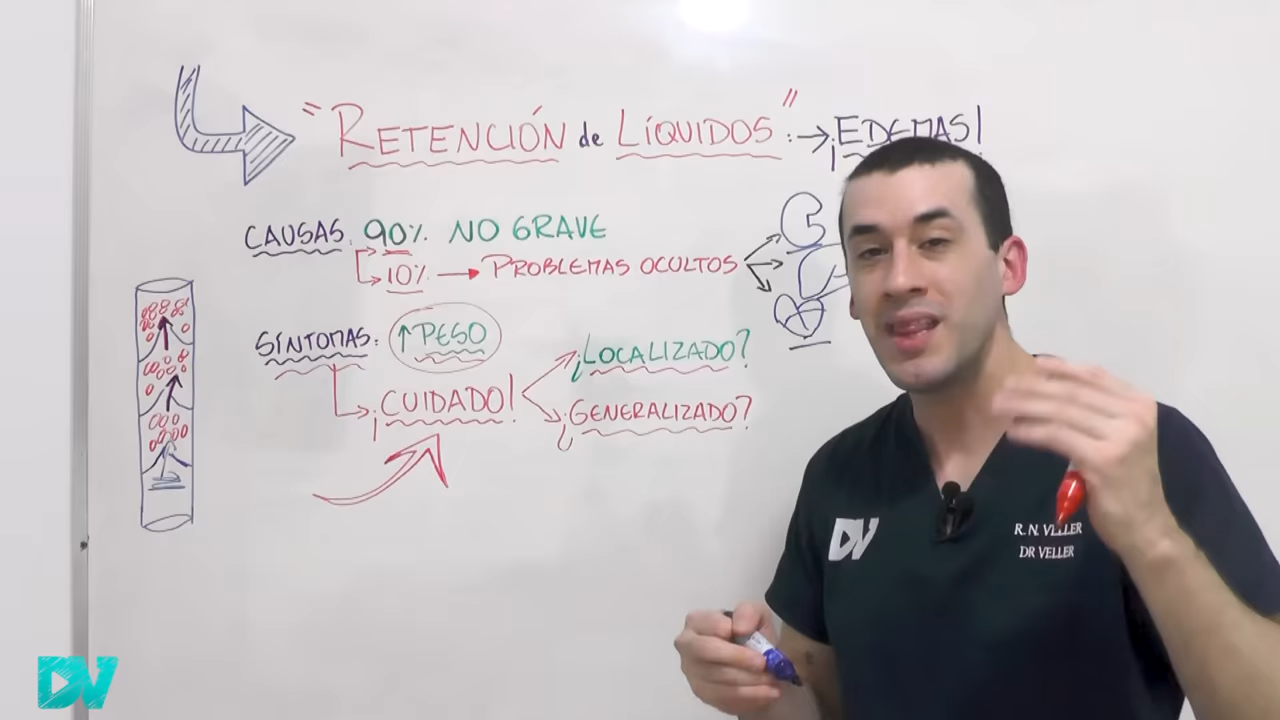 "RETENCIÓN de LÍQUIDOS": → ¡EDEMAS!
CAUSAS: 90% NO GRAVE
10% → PROBLEMAS OCULTOS
SÍNTOMAS: ↑PESO
¿LOCALIZADO?
¡CUIDADO!
¿GENERALIZADO?
DV
R. N. VELLER
DR VELLER
DV